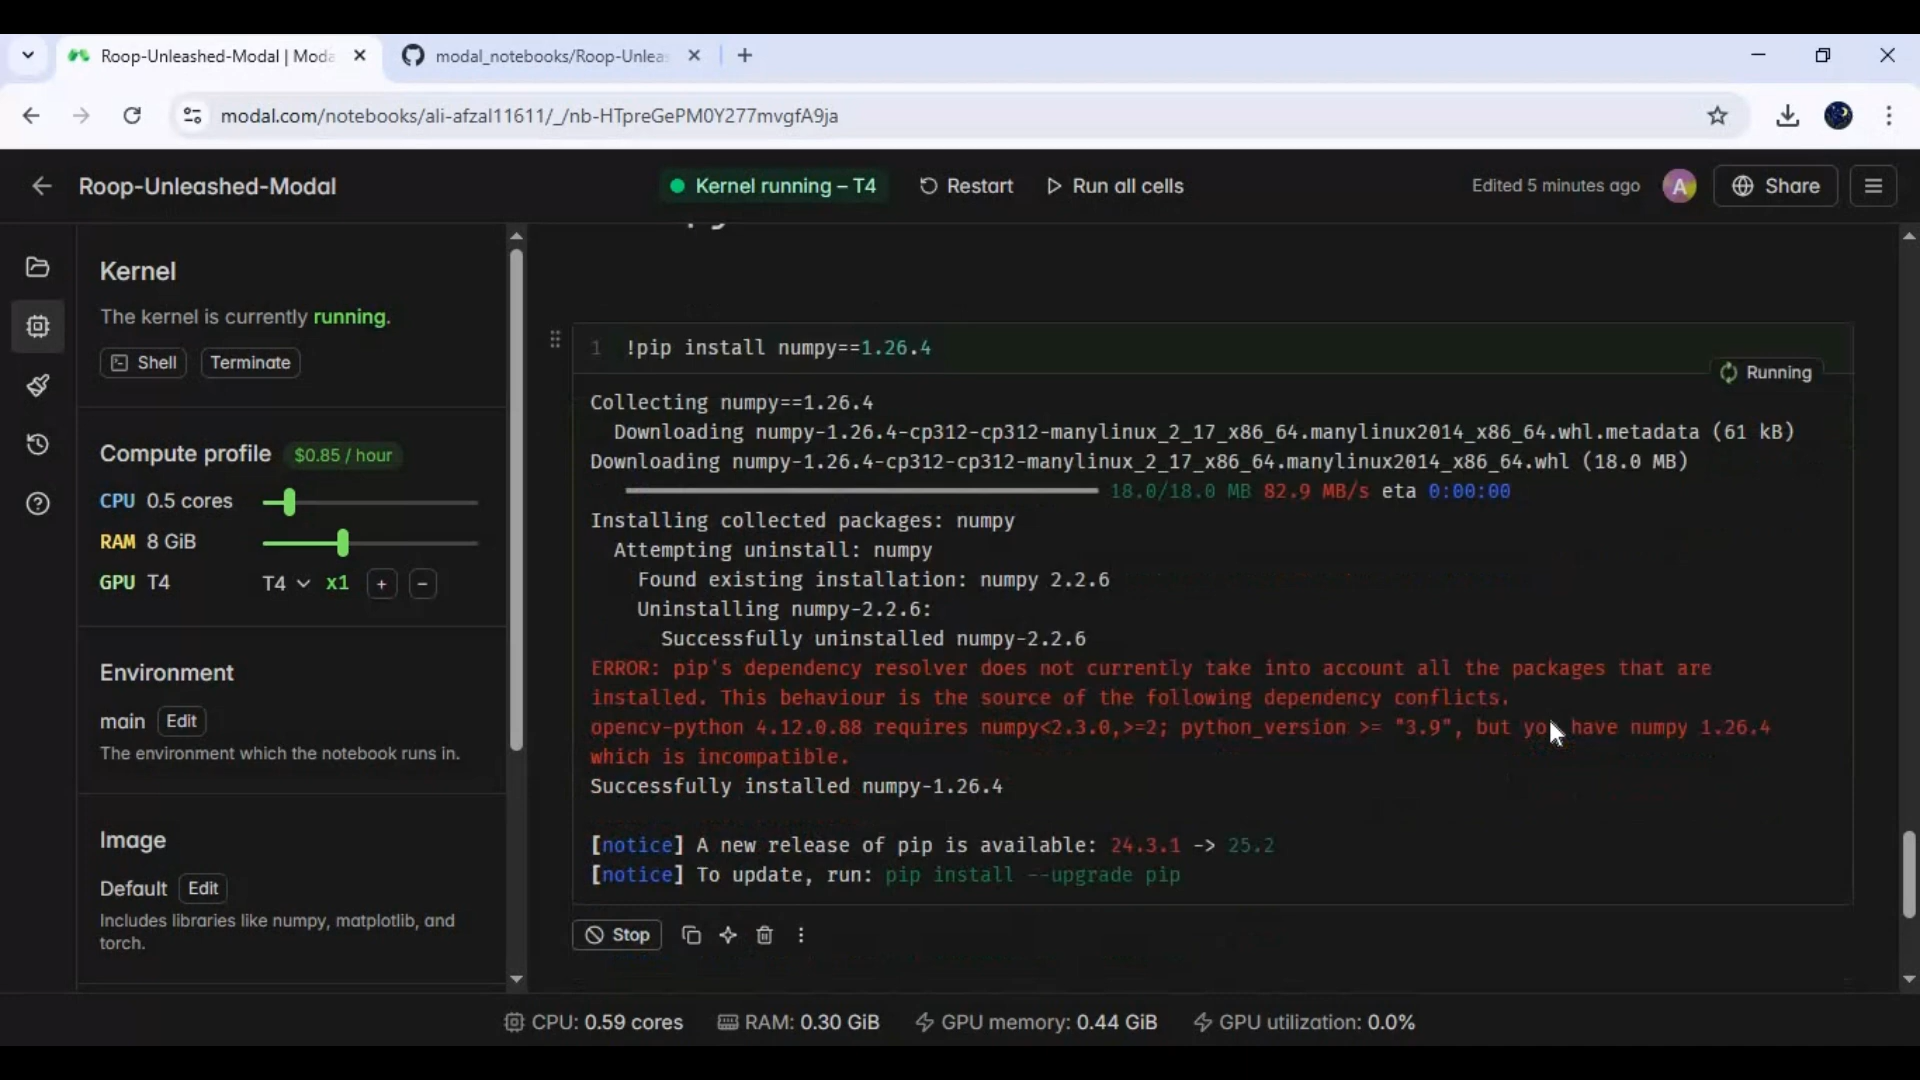 Roop-Unleashed-Modal | Moda
modal_notebooks/Roop-Unlea
modal.com/notebooks/ali-afzal11611/_/nb-HTpreGePM0Y277mvgfA9ja
Roop-Unleashed-Modal
Kernel running – T4
Restart
Run all cells
Edited 5 minutes ago
A
Share
Kernel
The kernel is currently running.
Shell
Terminate
Compute profile
$0.85 / hour
CPU 0.5 cores
RAM 8 GiB
GPU T4
T4
x1
+
−
Environment
main
Edit
The environment which the notebook runs in.
Image
Default
Edit
Includes libraries like numpy, matplotlib, and
torch.
1 !pip install numpy==1.26.4
Running
Collecting numpy==1.26.4
Downloading numpy-1.26.4-cp312-cp312-manylinux_2_17_x86_64.manylinux2014_x86_64.whl.metadata (61 kB)
Downloading numpy-1.26.4-cp312-cp312-manylinux_2_17_x86_64.manylinux2014_x86_64.whl (18.0 MB)
18.0/18.0 MB 82.9 MB/s eta 0:00:00
Installing collected packages: numpy
Attempting uninstall: numpy
Found existing installation: numpy 2.2.6
Uninstalling numpy-2.2.6:
Successfully uninstalled numpy-2.2.6
ERROR: pip's dependency resolver does not currently take into account all the packages that are
installed. This behaviour is the source of the following dependency conflicts.
opencv-python 4.12.0.88 requires numpy<2.3.0,>=2; python_version >= "3.9", but you have numpy 1.26.4
which is incompatible.
Successfully installed numpy-1.26.4
[notice] A new release of pip is available: 24.3.1 -> 25.2
[notice] To update, run: pip install --upgrade pip
Stop
CPU: 0.59 cores
RAM: 0.30 GiB
GPU memory: 0.44 GiB
GPU utilization: 0.0%